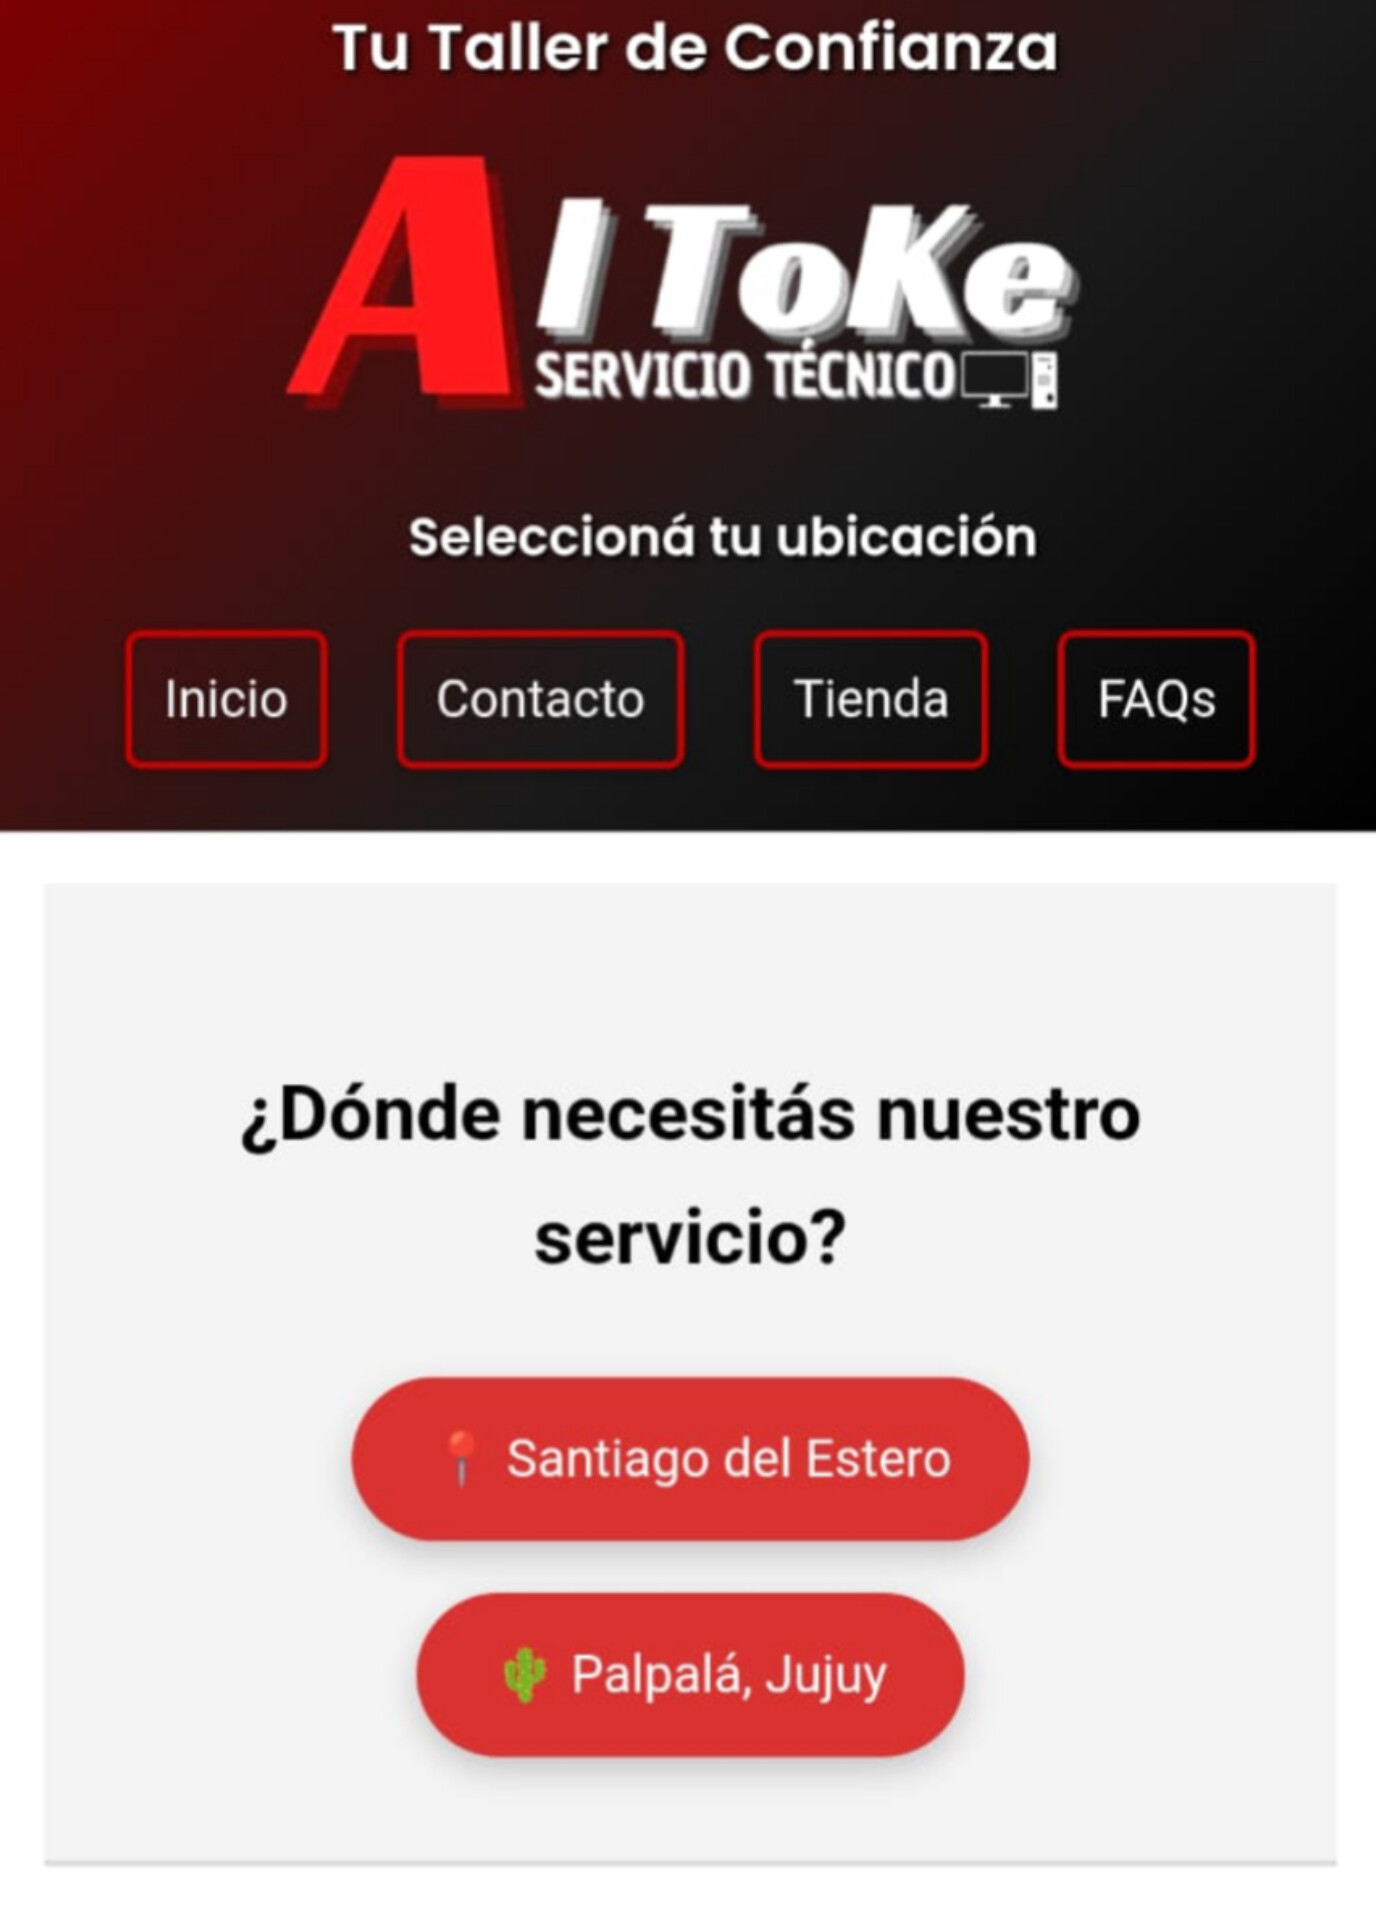 Tu Taller de Confianza
Al ToKe
SERVICIO TÉCNICO
Seleccioná tu ubicación
Inicio Contacto Tienda FAQs
¿Dónde necesitás nuestro
servicio?
📍 Santiago del Estero
🌵 Palpalá, Jujuy